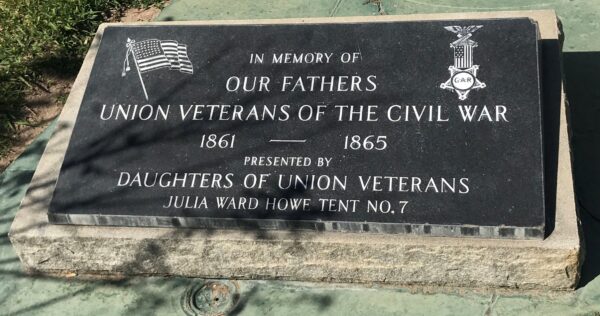 IN MEMORY OF
OUR FATHERS
UNION VETERANS OF THE CIVIL WAR
1861 — 1865
PRESENTED BY
DAUGHTERS OF UNION VETERANS
JULIA WARD HOWE TENT NO. 7
GAR